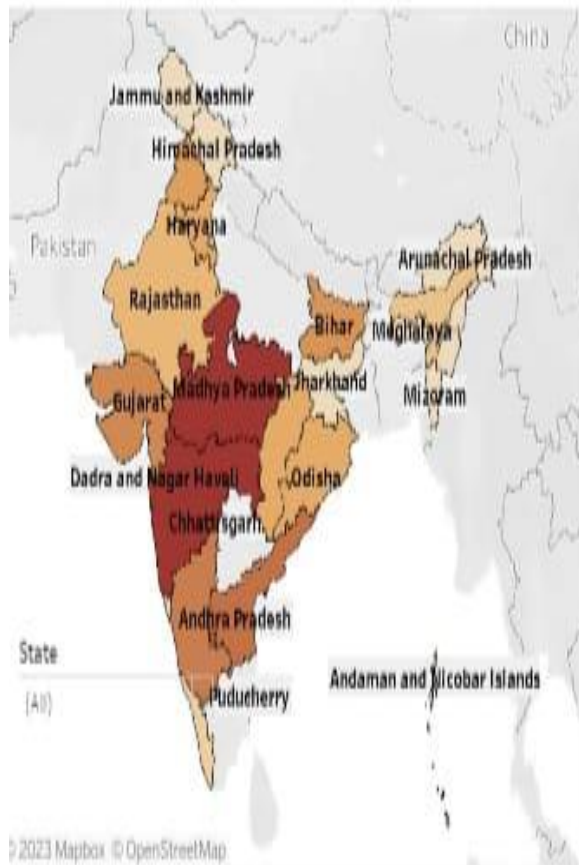 China
Jammu and Kashmir
Himachal Pradesh
Haryana
Pakistan
Arunachal Pradesh
Rajasthan
Bihar
Meghalaya
Madhya Pradesh
Jharkhand
Gujarat
Mizoram
Dadra and Nagar Haveli
Odisha
Chhattisgarh
Andhra Pradesh
State
Andaman and Nicobar Islands
Puducherry
(All)
© 2023 Mapbox © OpenStreetMap